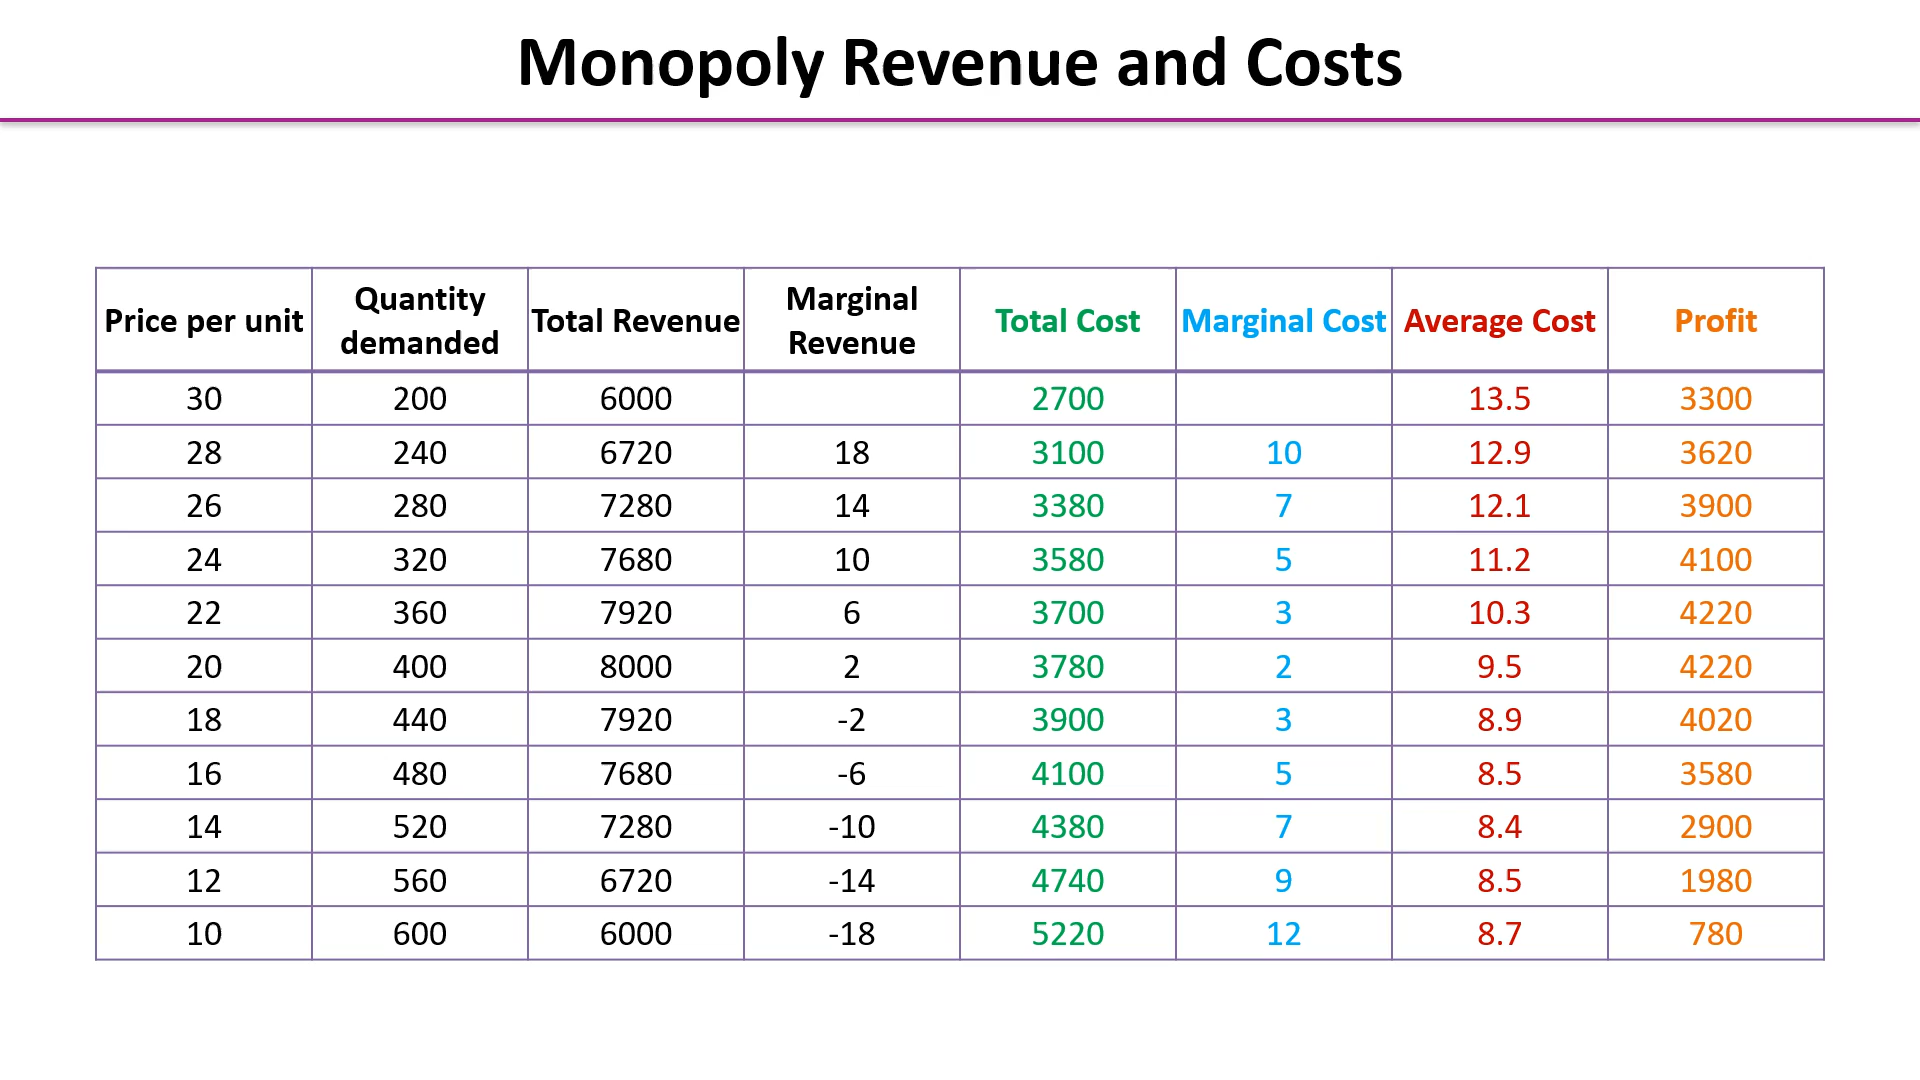 Monopoly Revenue and Costs
Price per unit Quantity demanded Total Revenue Marginal Revenue Total Cost Marginal Cost Average Cost Profit
30 200 6000 2700 13.5 3300
28 240 6720 18 3100 10 12.9 3620
26 280 7280 14 3380 7 12.1 3900
24 320 7680 10 3580 5 11.2 4100
22 360 7920 6 3700 3 10.3 4220
20 400 8000 2 3780 2 9.5 4220
18 440 7920 -2 3900 3 8.9 4020
16 480 7680 -6 4100 5 8.5 3580
14 520 7280 -10 4380 7 8.4 2900
12 560 6720 -14 4740 9 8.5 1980
10 600 6000 -18 5220 12 8.7 780